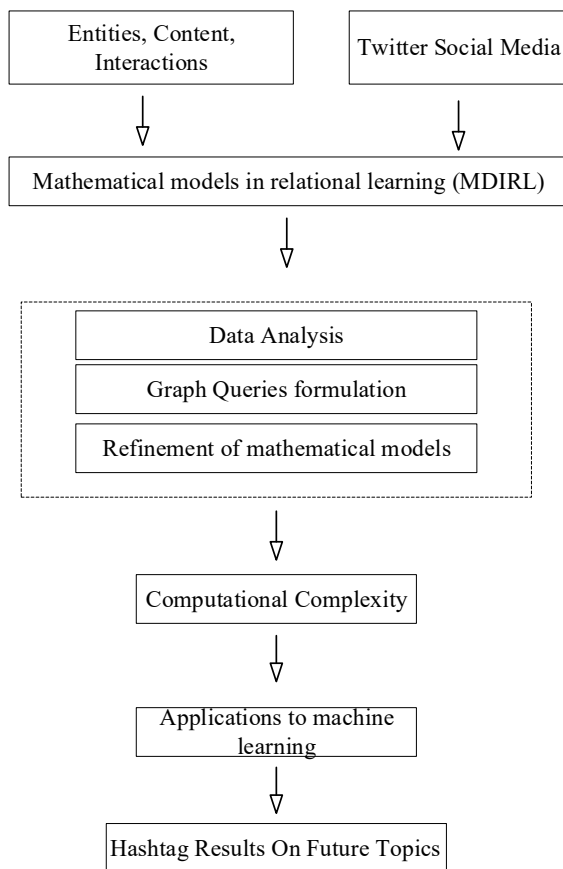 Entities, Content,
Interactions
Twitter Social Media
Mathematical models in relational learning (MDIRL)
Data Analysis
Graph Queries formulation
Refinement of mathematical models
Computational Complexity
Applications to machine
learning
Hashtag Results On Future Topics